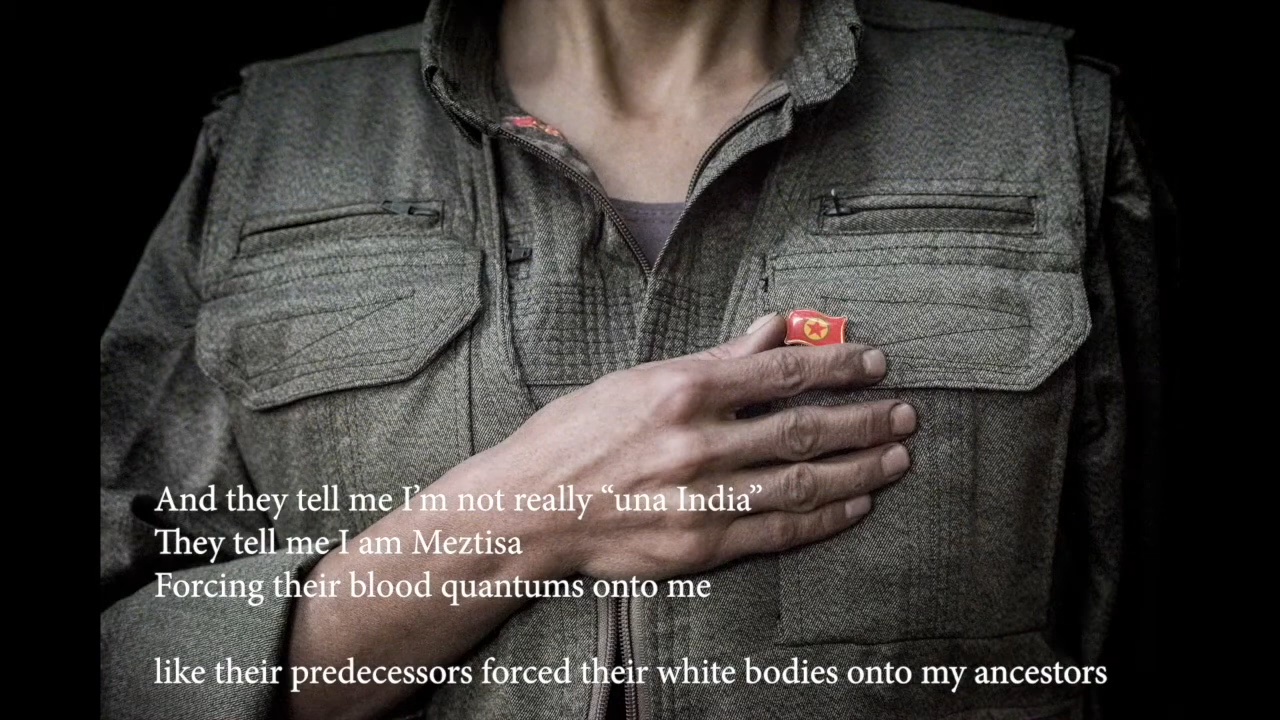 And they tell me I’m not really “una India”
They tell me I am Meztisa
Forcing their blood quantums onto me
like their predecessors forced their white bodies onto my ancestors